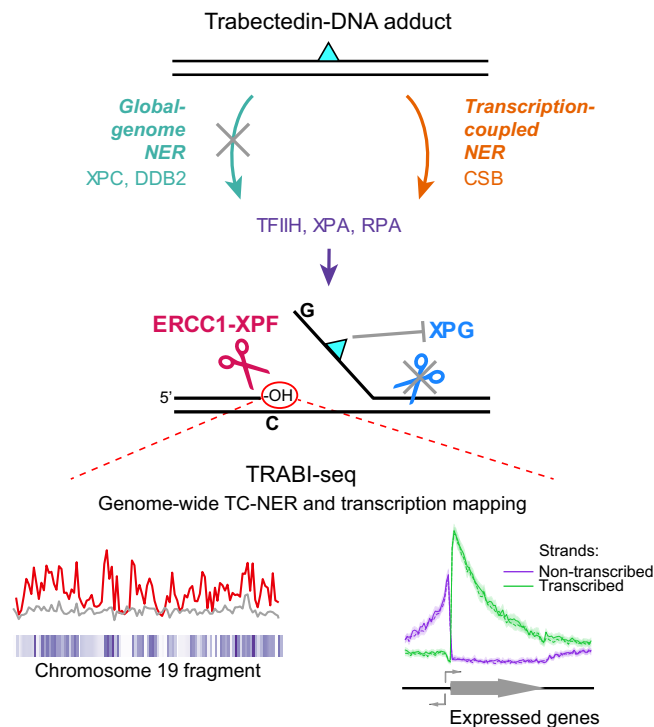 Trabectedin-DNA adduct
Global-
genome
NER
XPC, DDB2
Transcription-
coupled
NER
CSB
TFIIH, XPA, RPA
G
ERCC1-XPF
XPG
5'
-OH
C
TRABI-seq
Genome-wide TC-NER and transcription mapping
Strands:
Non-transcribed
Transcribed
Chromosome 19 fragment
Expressed genes